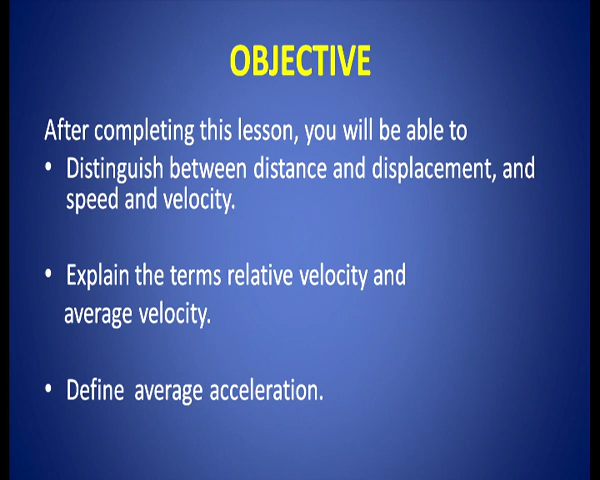 OBJECTIVE
After completing this lesson, you will be able to
• Distinguish between distance and displacement, and
speed and velocity.
• Explain the terms relative velocity and
average velocity.
• Define average acceleration.